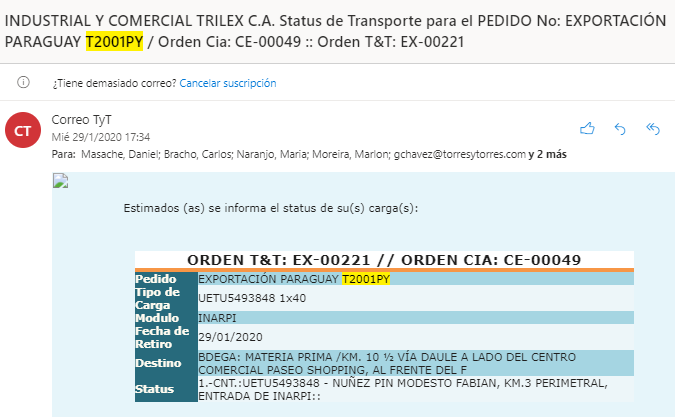 INDUSTRIAL Y COMERCIAL TRILEX C.A. Status de Transporte para el PEDIDO No: EXPORTACIÓN
PARAGUAY T2001PY / Orden Cia: CE-00049 :: Orden T&T: EX-00221
¿Tiene demasiado correo? Cancelar suscripción
CT
Correo TyT
Mié 29/1/2020 17:34
Para: Masache, Daniel; Bracho, Carlos; Naranjo, Maria; Moreira, Marlon; gchavez@torresytorres.com y 2 más
Estimados (as) se informa el status de su(s) carga(s):
ORDEN T&T: EX-00221 // ORDEN CIA: CE-00049
Pedido EXPORTACIÓN PARAGUAY T2001PY
Tipo de
Carga UETU5493848 1x40
Modulo INARPI
Fecha de
Retiro 29/01/2020
Destino BDEGA: MATERIA PRIMA /KM. 10 ½ VÍA DAULE A LADO DEL CENTRO
COMERCIAL PASEO SHOPPING, AL FRENTE DEL F
Status 1.-CNT.:UETU5493848 - NUÑEZ PIN MODESTO FABIAN, KM.3 PERIMETRAL,
ENTRADA DE INARPI::